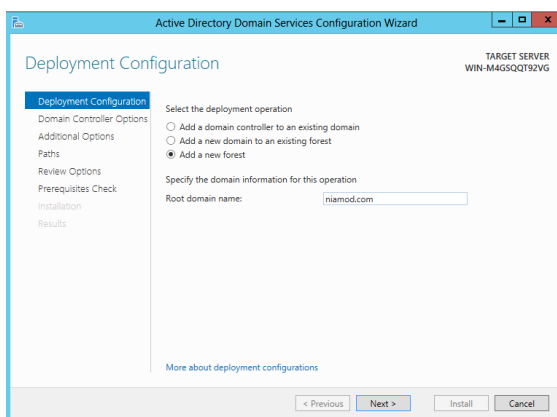 Active Directory Domain Services Configuration Wizard
Deployment Configuration
TARGET SERVER
WIN-M4GSQQT92VG
Deployment Configuration
Domain Controller Options
Additional Options
Paths
Review Options
Prerequisites Check
Installation
Results
Select the deployment operation
Add a domain controller to an existing domain
Add a new domain to an existing forest
Add a new forest
Specify the domain information for this operation
Root domain name: niamod.com
More about deployment configurations
< Previous Next > Install Cancel